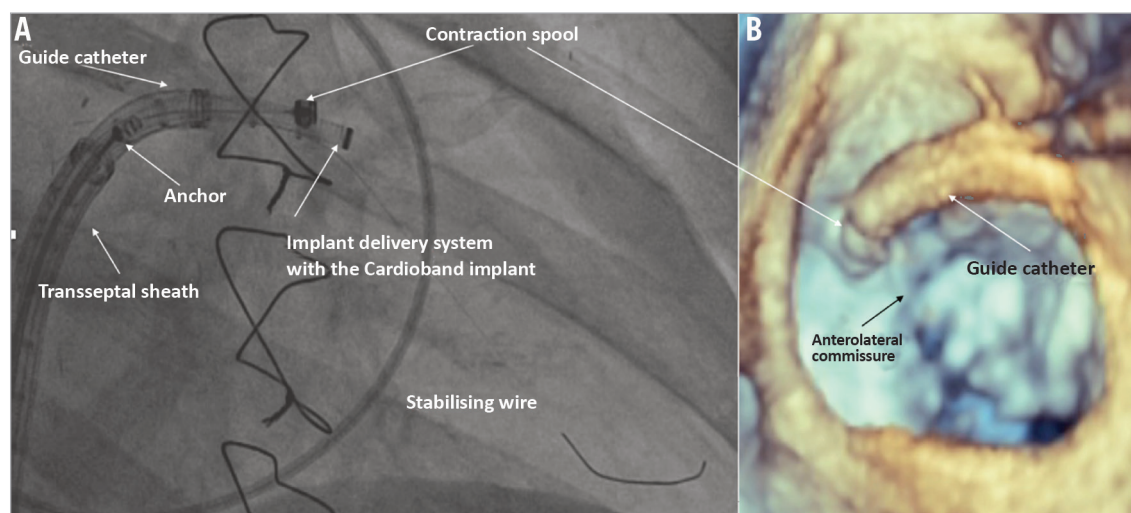 A
Guide catheter
Contraction spool
Anchor
Implant delivery system
with the Cardioband implant
Transseptal sheath
Stabilising wire
B
Guide catheter
Anterolateral
commissure